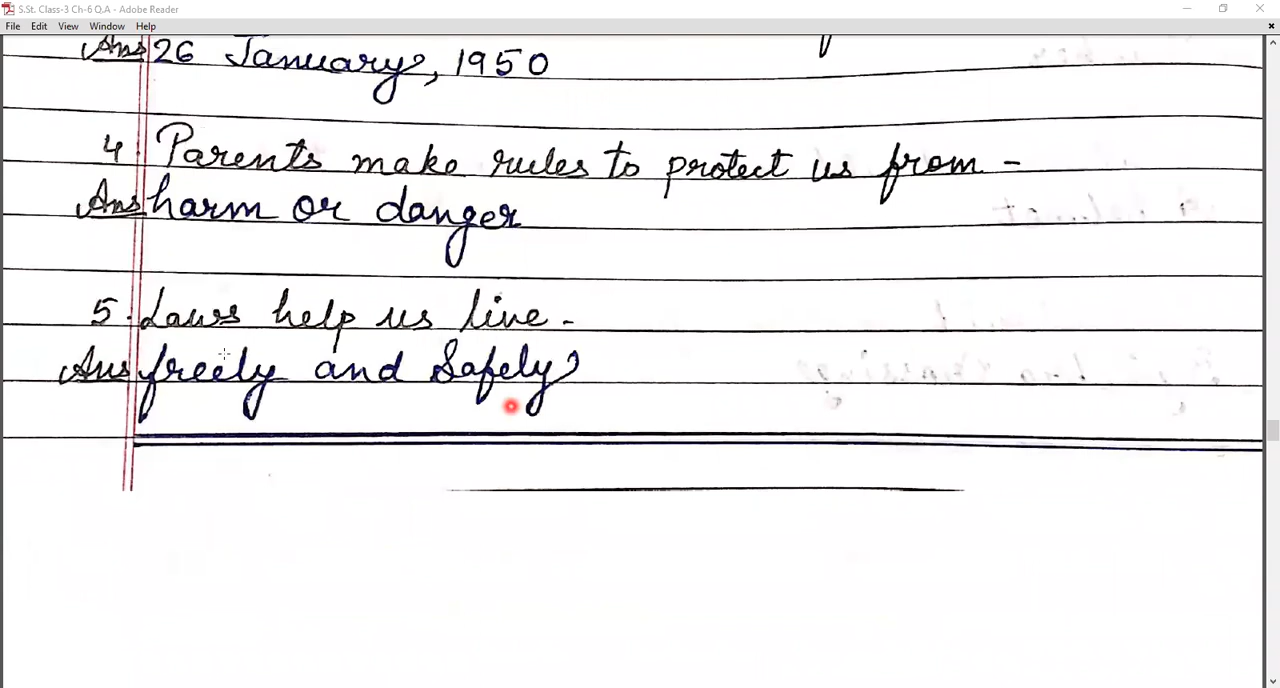 S.St. Class-3 Ch-6 Q.A - Adobe Reader
File Edit View Window Help
Ans 26 January, 1950
4. Parents make rules to protect us from -
Ans harm or danger
5. Laws help us live -
Ans freely and Safely